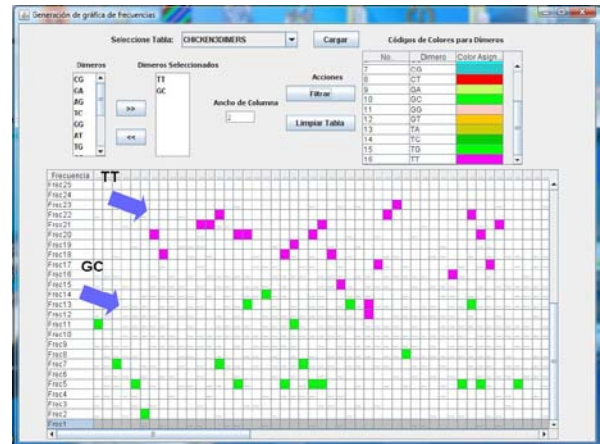 Generación de gráfica de frecuencias
Seleccione Tabla: CHICKEN3DIMERS Cargar Códigos de Colores para Dímeros
Dimeros Dimeros Seleccionados Acciones
No. Dimero Color Asign...
CG
GA
AG
TC
GG
AT
TG
>>
<<
TT
GC
Ancho de Columna
Filtrar
Limpiar Tabla
7 CG
8 CT
9 GA
10 GC
11 GG
12 GT
13 TA
14 TC
15 TG
16 TT
Frecuencia TT
Frec25
Frec24
Frec23
Frec22
Frec21
Frec20
Frec19
Frec18
Frec17 GC
Frec16
Frec15
Frec14
Frec13
Frec12
Frec11
Frec10
Frec9
Frec8
Frec7
Frec6
Frec5
Frec4
Frec3
Frec2
Frec1